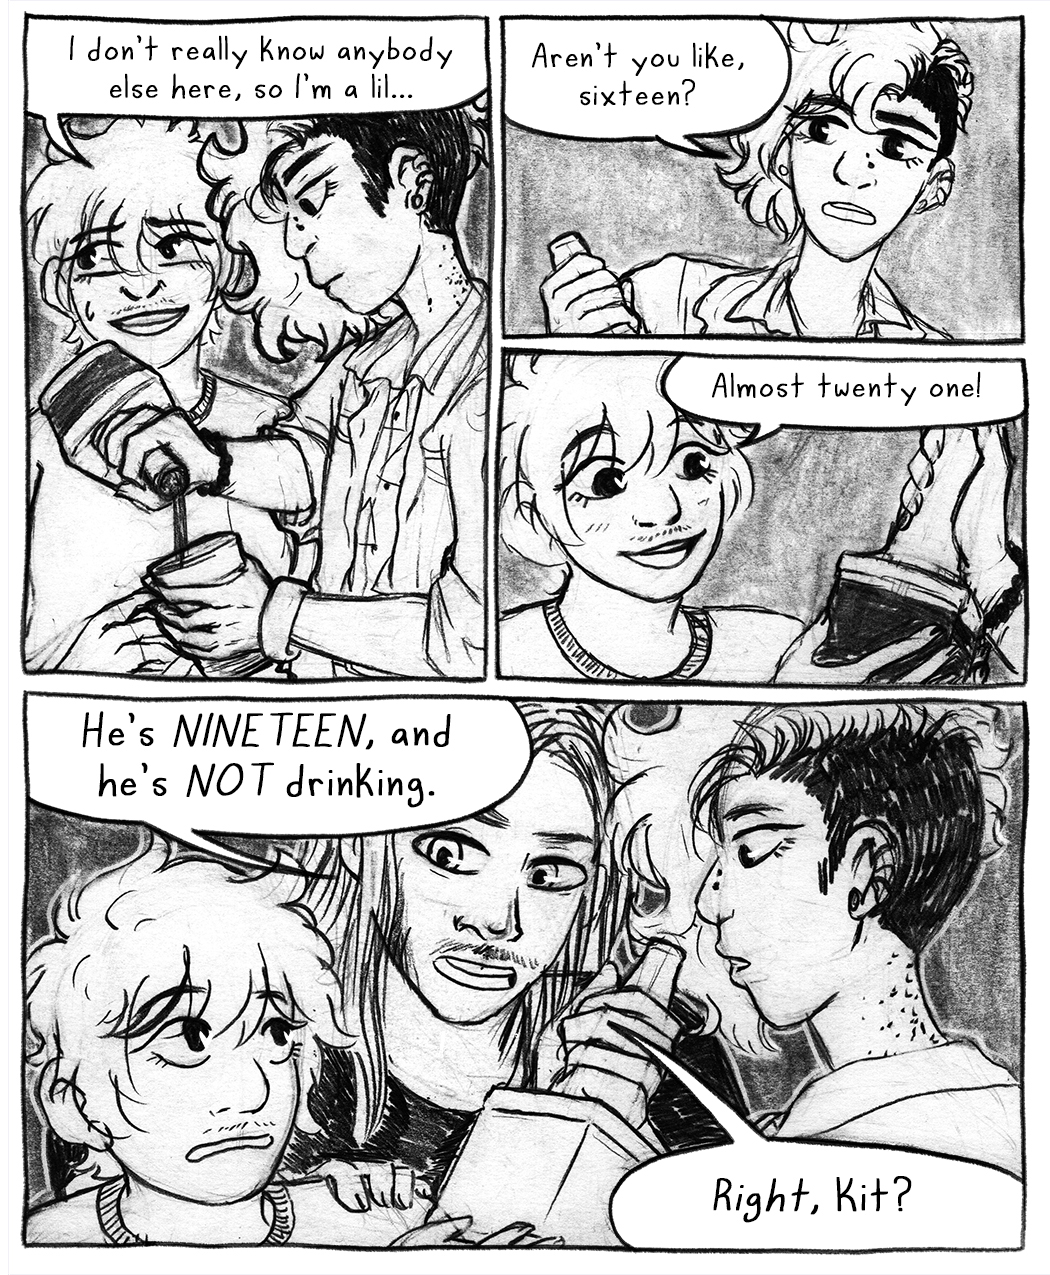 I don't really know anybody
else here, so I'm a lil...
Aren't you like,
sixteen?
Almost twenty one!
He's NINETEEN, and
he's NOT drinking.
Right, Kit?